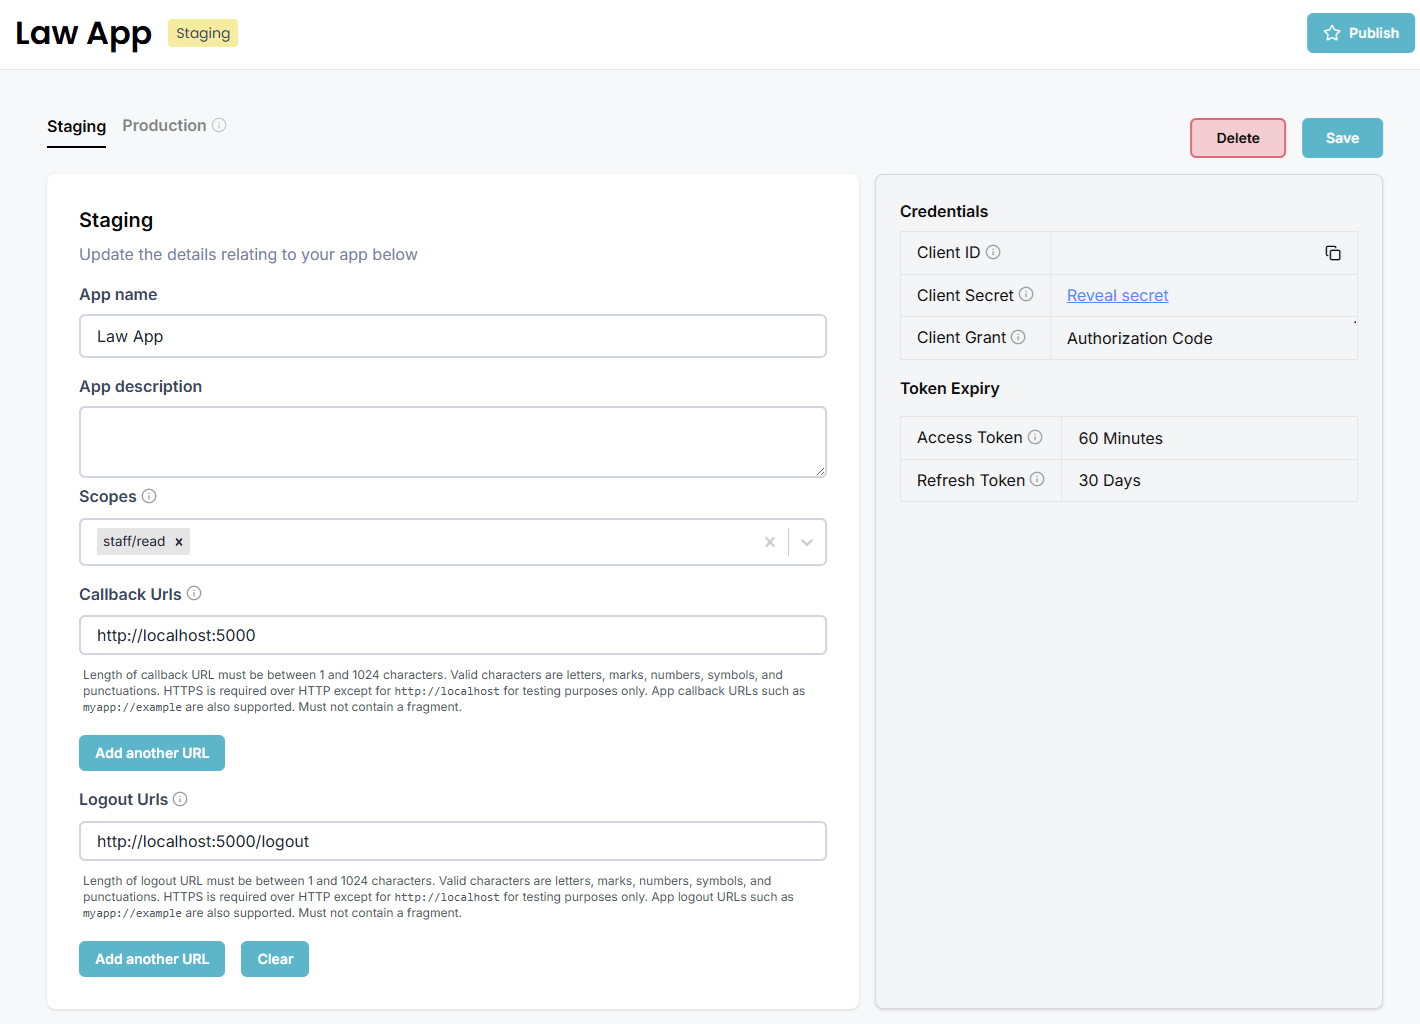 Law App
Staging
Publish
Staging
Production
Delete
Save
Staging
Update the details relating to your app below
App name
Law App
App description
Scopes
staff/read x
Callback Urls
http://localhost:5000
Length of callback URL must be between 1 and 1024 characters. Valid characters are letters, marks, numbers, symbols, and
punctuations. HTTPS is required over HTTP except for http://localhost for testing purposes only. App callback URLs such as
myapp://example are also supported. Must not contain a fragment.
Add another URL
Logout Urls
http://localhost:5000/logout
Length of logout URL must be between 1 and 1024 characters. Valid characters are letters, marks, numbers, symbols, and
punctuations. HTTPS is required over HTTP except for http://localhost for testing purposes only. App logout URLs such as
myapp://example are also supported. Must not contain a fragment.
Add another URL
Clear
Credentials
Client ID
Client Secret
Reveal secret
Client Grant
Authorization Code
Token Expiry
Access Token
60 Minutes
Refresh Token
30 Days